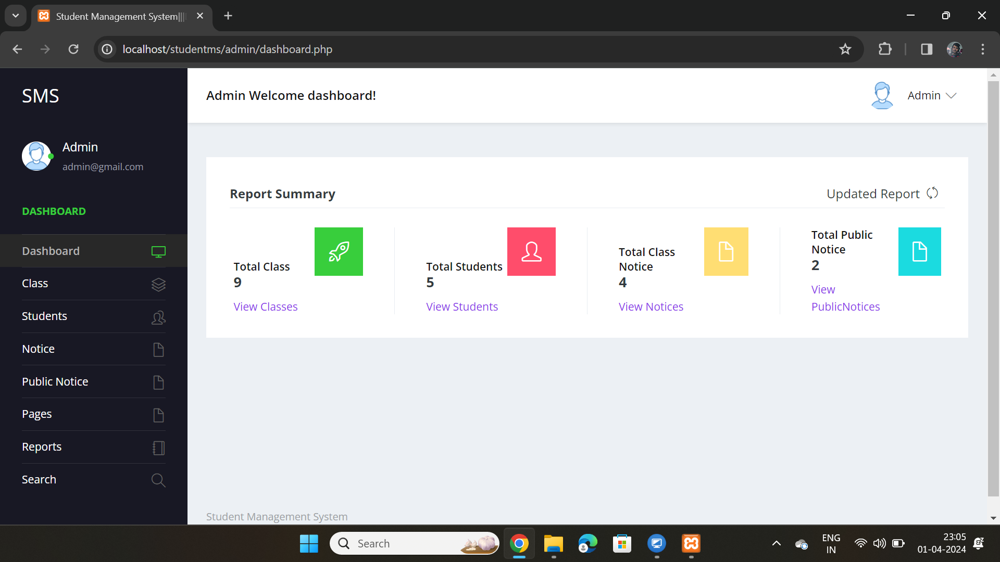 Student Management System|||
localhost/studentms/admin/dashboard.php
SMS
Admin
admin@gmail.com
DASHBOARD
Dashboard
Class
Students
Notice
Public Notice
Pages
Reports
Search
Admin Welcome dashboard!
Admin
Report Summary
Updated Report
Total Class
9
View Classes
Total Students
5
View Students
Total Class
Notice
4
View Notices
Total Public
Notice
2
View
PublicNotices
Student Management System
Search
ENG
IN
23:05
01-04-2024